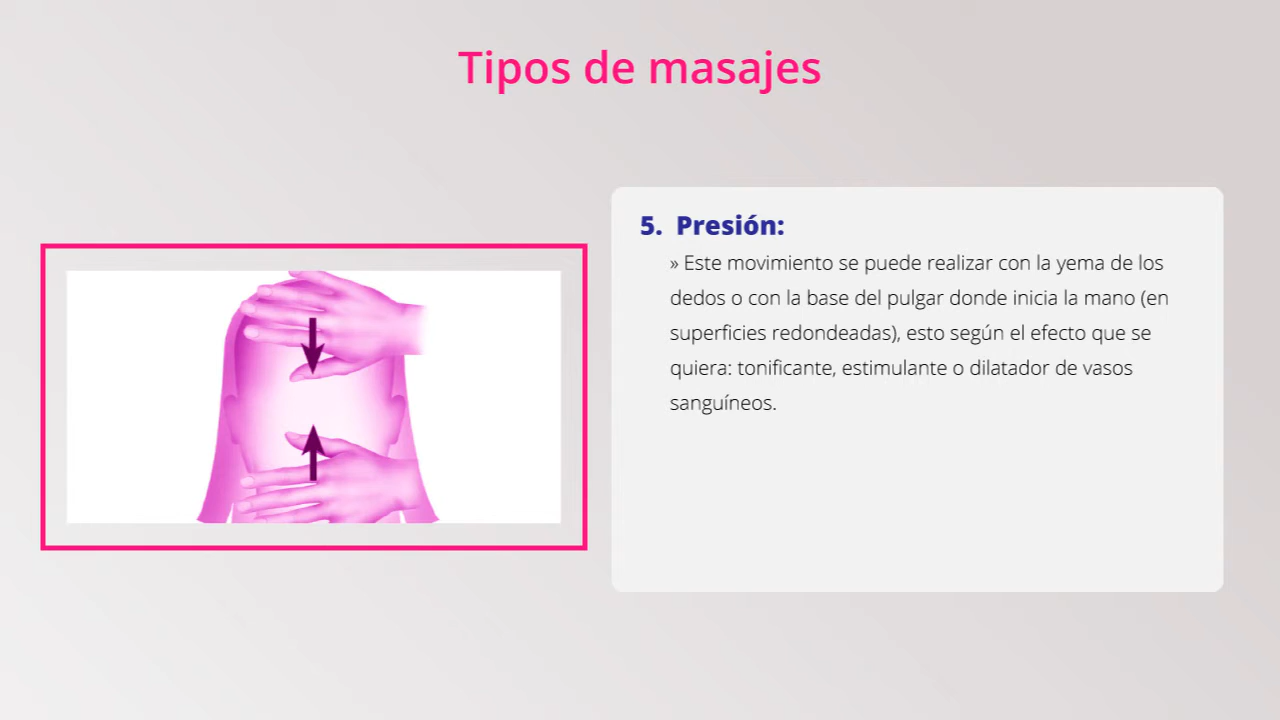 Tipos de masajes
5. Presión:
» Este movimiento se puede realizar con la yema de los
dedos o con la base del pulgar donde inicia la mano (en
superficies redondeadas), esto según el efecto que se
quiera: tonificante, estimulante o dilatador de vasos
sanguíneos.